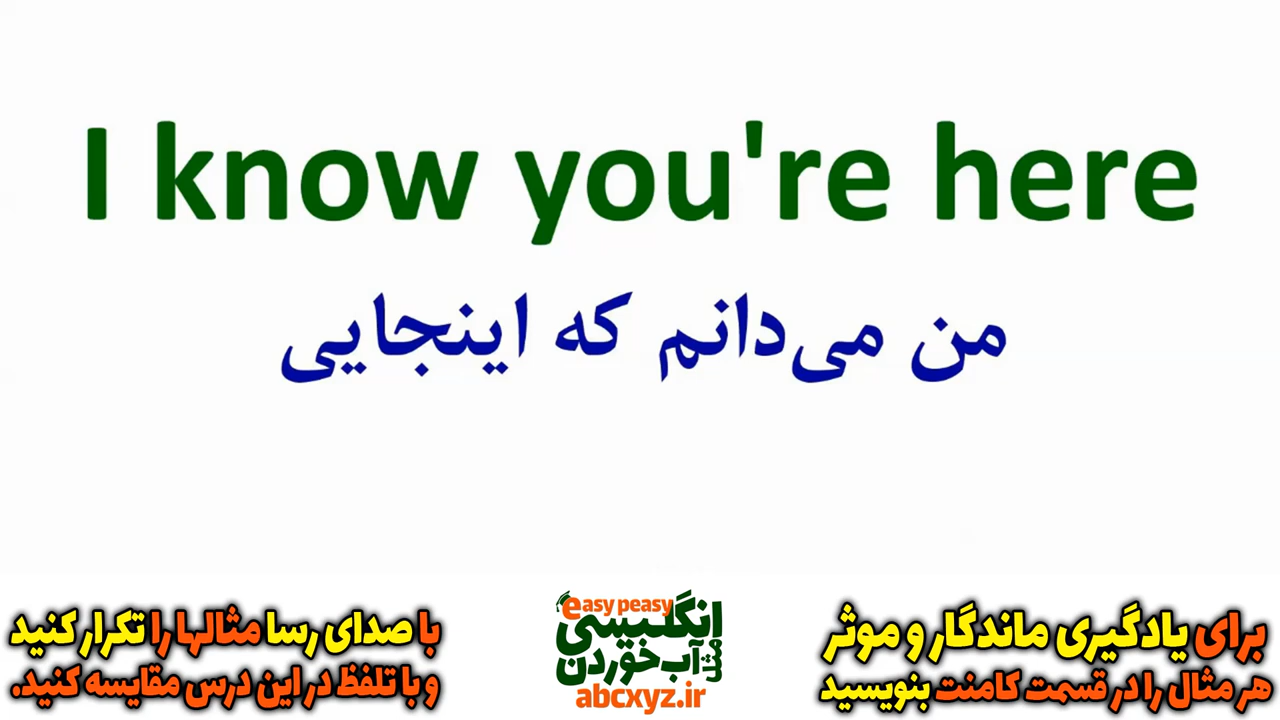 I know you're here
من می‌دانم که اینجایی
برای یادگیری ماندگار و موثر
هر مثال را در قسمت کامنت بنویسید
easy peasy
انگلیسی
مثل
آب خوردن
abcxyz.ir
با صدای رسا مثالها را تکرار کنید
و با تلفظ در این درس مقایسه کنید.